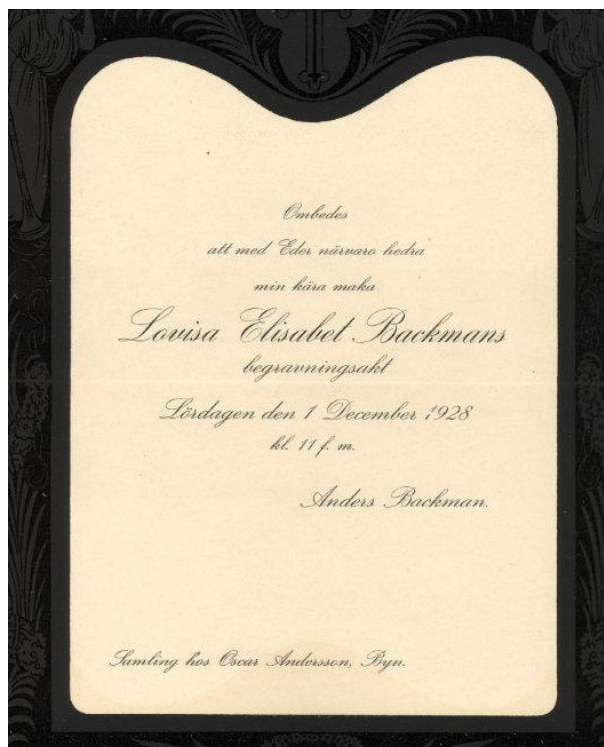 Ombedes
att med Eder närvaro hedra
min kära maka
Lovisa Elisabet Backmans
begravningsakt
Lördagen den 1 December 1928
kl. 11 f. m.
Anders Backman.
Samling hos Oscar Andersson, Byn.